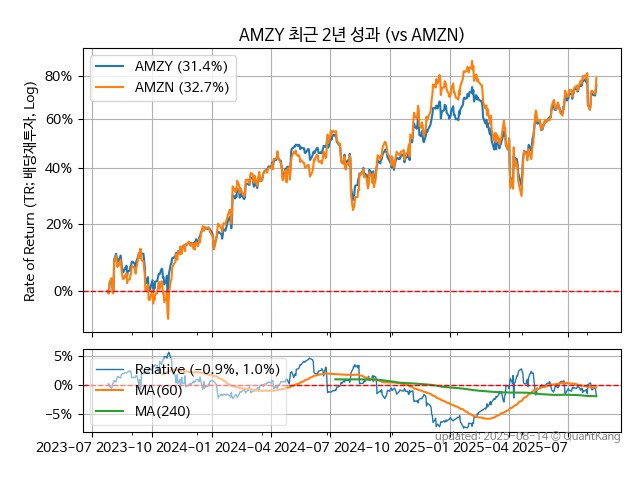 AMZY 최근 2년 성과 (vs AMZN)
Rate of Return (TR: 배당재투자, Log)
80%
60%
40%
20%
0%
AMZY (31.4%)
AMZN (32.7%)
5%
0%
−5%
Relative (−0.9%, 1.0%)
MA(60)
MA(240)
updated: 2025-08-14 © QuantKang
2023-07 2023-10 2024-01 2024-04 2024-07 2024-10 2025-01 2025-04 2025-07